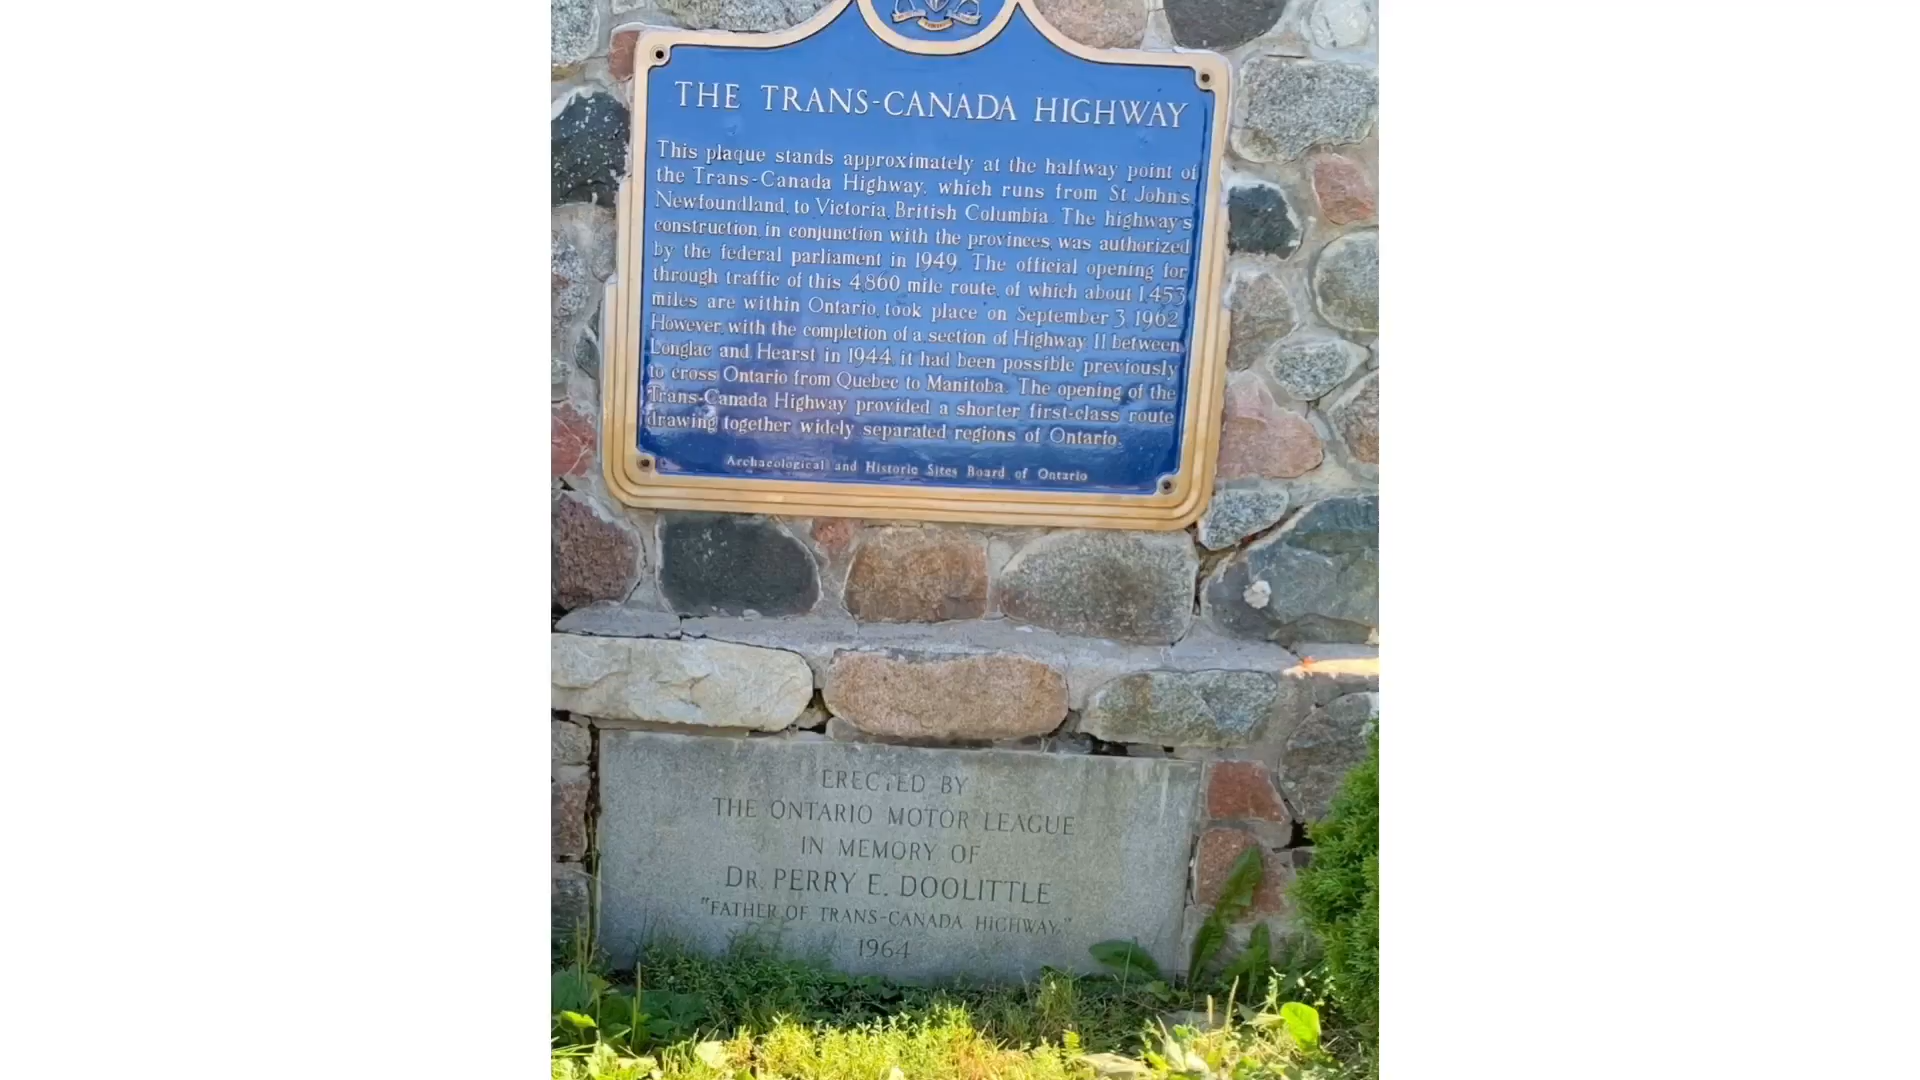 THE TRANS-CANADA HIGHWAY
This plaque stands approximately at the halfway point of
the Trans-Canada Highway, which runs from St. John's,
Newfoundland, to Victoria, British Columbia. The highway's
construction, in conjunction with the provinces, was authorized
by the federal parliament in 1949. The official opening for
through traffic of this 4,860 mile route, of which about 1,453
miles are within Ontario, took place on September 3, 1962.
However, with the completion of a section of Highway 11 between
Longlac and Hearst in 1944, it had been possible previously
to cross Ontario from Quebec to Manitoba. The opening of the
Trans-Canada Highway provided a shorter first-class route
drawing together widely separated regions of Ontario.
Archaeological and Historic Sites Board of Ontario
ERECTED BY
THE ONTARIO MOTOR LEAGUE
IN MEMORY OF
DR. PERRY E. DOOLITTLE
"FATHER OF TRANS-CANADA HIGHWAY"
1964